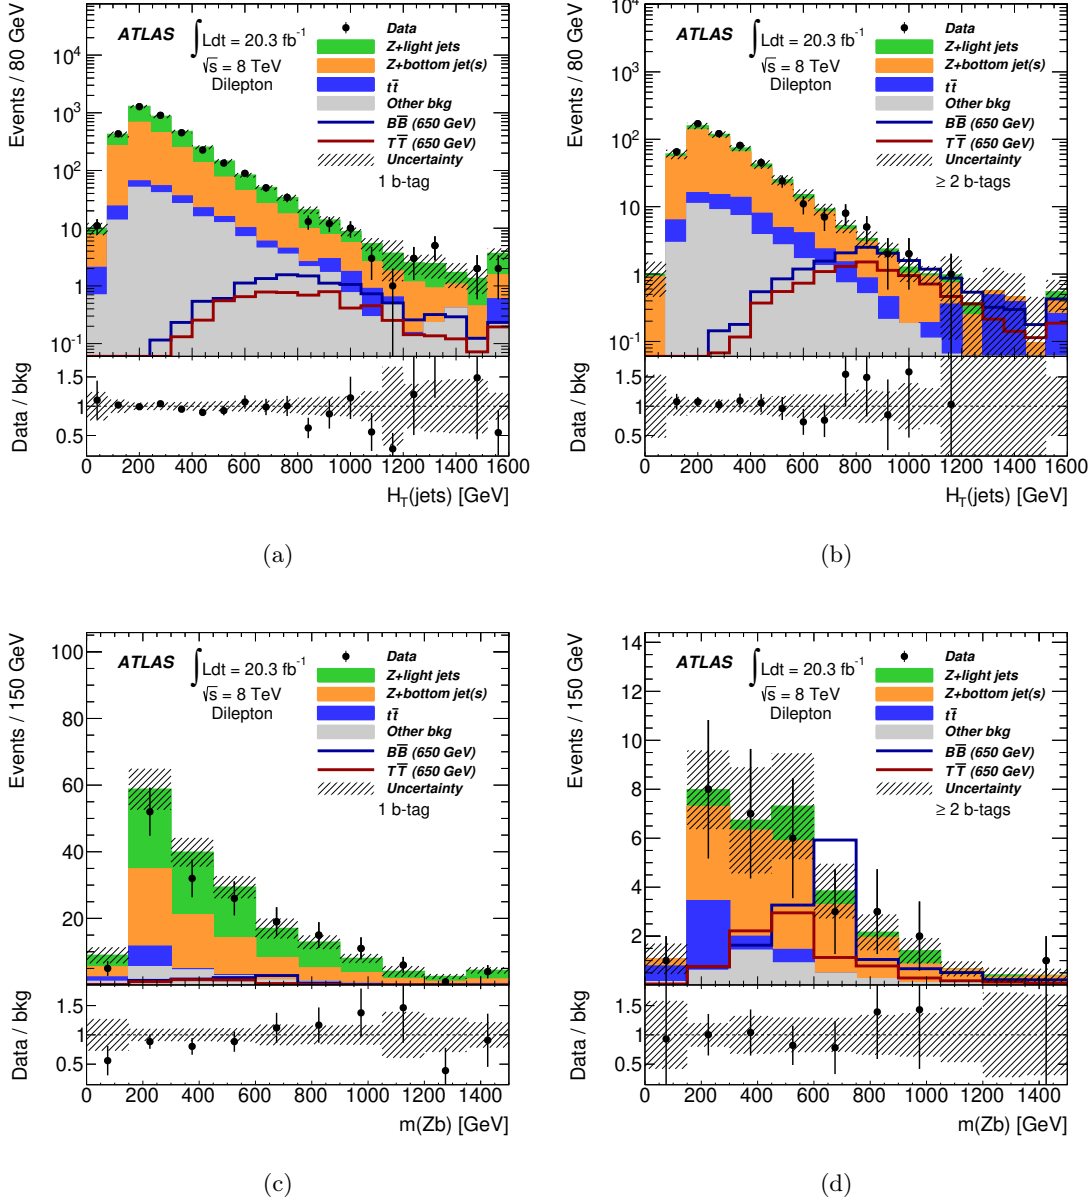 Events / 80 GeV
10⁴
10³
10²
10
1
10⁻¹
ATLAS
∫Ldt = 20.3 fb⁻¹
√s = 8 TeV
Dilepton
Data
Z+light jets
Z+bottom jet(s)
tt̅
Other bkg
BB̅ (650 GeV)
TT̅ (650 GeV)
Uncertainty
1 b-tag
Data / bkg
1.5
1
0.5
0 200 400 600 800 1000 1200 1400 1600
H_T(jets) [GeV]
(a)
Events / 80 GeV
10⁴
10³
10²
10
1
10⁻¹
ATLAS
∫Ldt = 20.3 fb⁻¹
√s = 8 TeV
Dilepton
Data
Z+light jets
Z+bottom jet(s)
tt̅
Other bkg
BB̅ (650 GeV)
TT̅ (650 GeV)
Uncertainty
≥ 2 b-tags
Data / bkg
1.5
1
0.5
0 200 400 600 800 1000 1200 1400 1600
H_T(jets) [GeV]
(b)
Events / 150 GeV
100
80
60
40
20
ATLAS
∫Ldt = 20.3 fb⁻¹
√s = 8 TeV
Dilepton
Data
Z+light jets
Z+bottom jet(s)
tt̅
Other bkg
BB̅ (650 GeV)
TT̅ (650 GeV)
Uncertainty
1 b-tag
Data / bkg
1.5
1
0.5
0 200 400 600 800 1000 1200 1400
m(Zb) [GeV]
(c)
Events / 150 GeV
14
12
10
8
6
4
2
ATLAS
∫Ldt = 20.3 fb⁻¹
√s = 8 TeV
Dilepton
Data
Z+light jets
Z+bottom jet(s)
tt̅
Other bkg
BB̅ (650 GeV)
TT̅ (650 GeV)
Uncertainty
≥ 2 b-tags
Data / bkg
1.5
1
0.5
0 200 400 600 800 1000 1200 1400
m(Zb) [GeV]
(d)